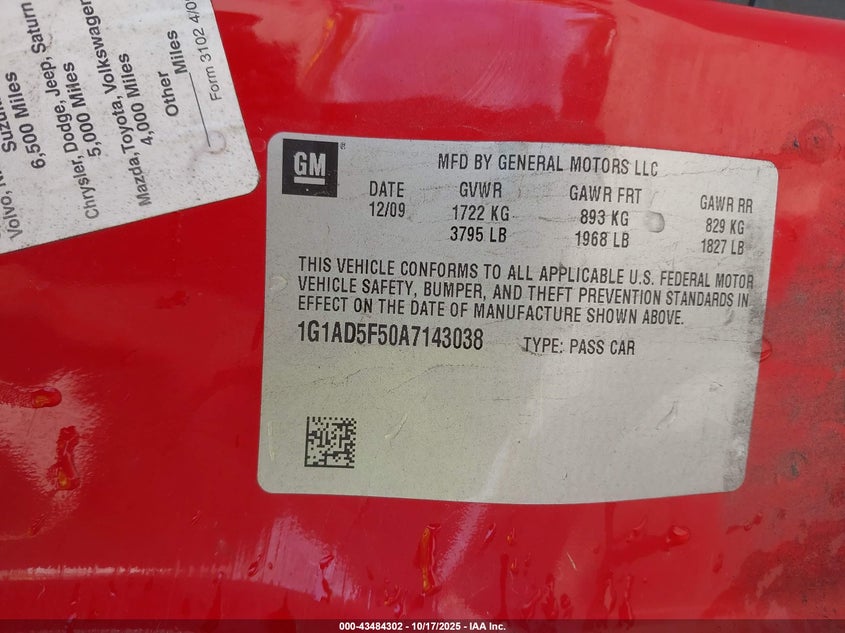 Volvo,
Suzu
6,500 Miles
Chrysler, Dodge, Jeep, Saturn
5,000 Miles
Mazda, Toyota, Volkswagen
4,000 Miles
Other
Miles
Form 3102 4/0
GM
®
MFD BY GENERAL MOTORS LLC
DATE GVWR GAWR FRT GAWR RR
12/09 1722 KG 893 KG 829 KG
3795 LB 1968 LB 1827 LB
THIS VEHICLE CONFORMS TO ALL APPLICABLE U.S. FEDERAL MOTOR
VEHICLE SAFETY, BUMPER, AND THEFT PREVENTION STANDARDS IN
EFFECT ON THE DATE OF MANUFACTURE SHOWN ABOVE.
1G1AD5F50A7143038 TYPE: PASS CAR
000-43484302 | 10/17/2025 - IAA Inc.